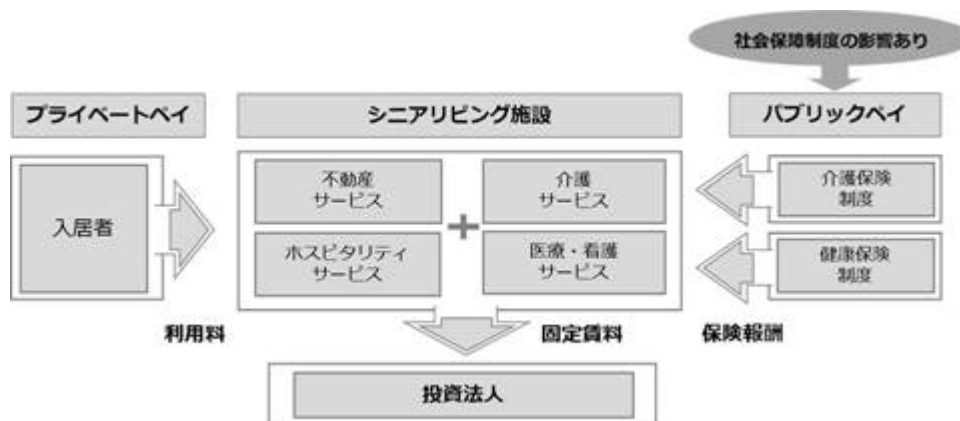 社会保障制度の影響あり
プライベートペイ
シニアリビング施設
パブリックペイ
入居者
不動産
サービス
介護
サービス
ホスピタリティ
サービス
医療・看護
サービス
介護保険
制度
健康保険
制度
利用料
固定賃料
保険報酬
投資法人